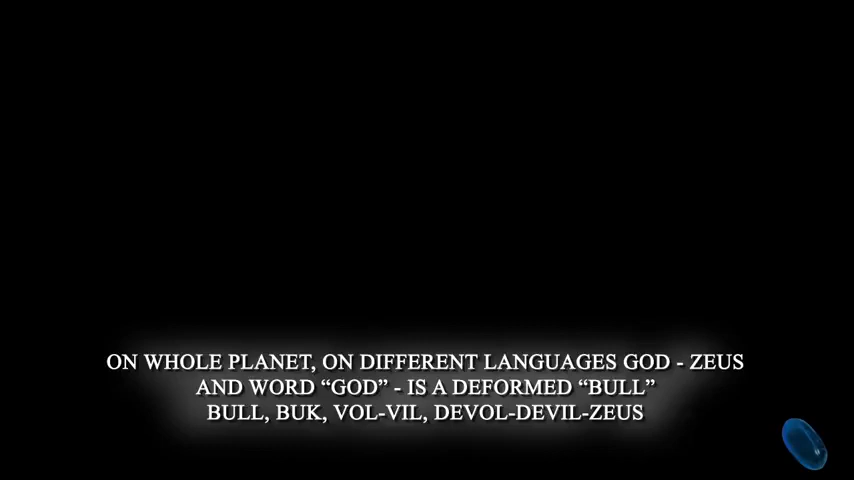 ON WHOLE PLANET, ON DIFFERENT LANGUAGES GOD - ZEUS
AND WORD “GOD” - IS A DEFORMED “BULL”
BULL, BUK, VOL-VIL, DEVOL-DEVIL-ZEUS